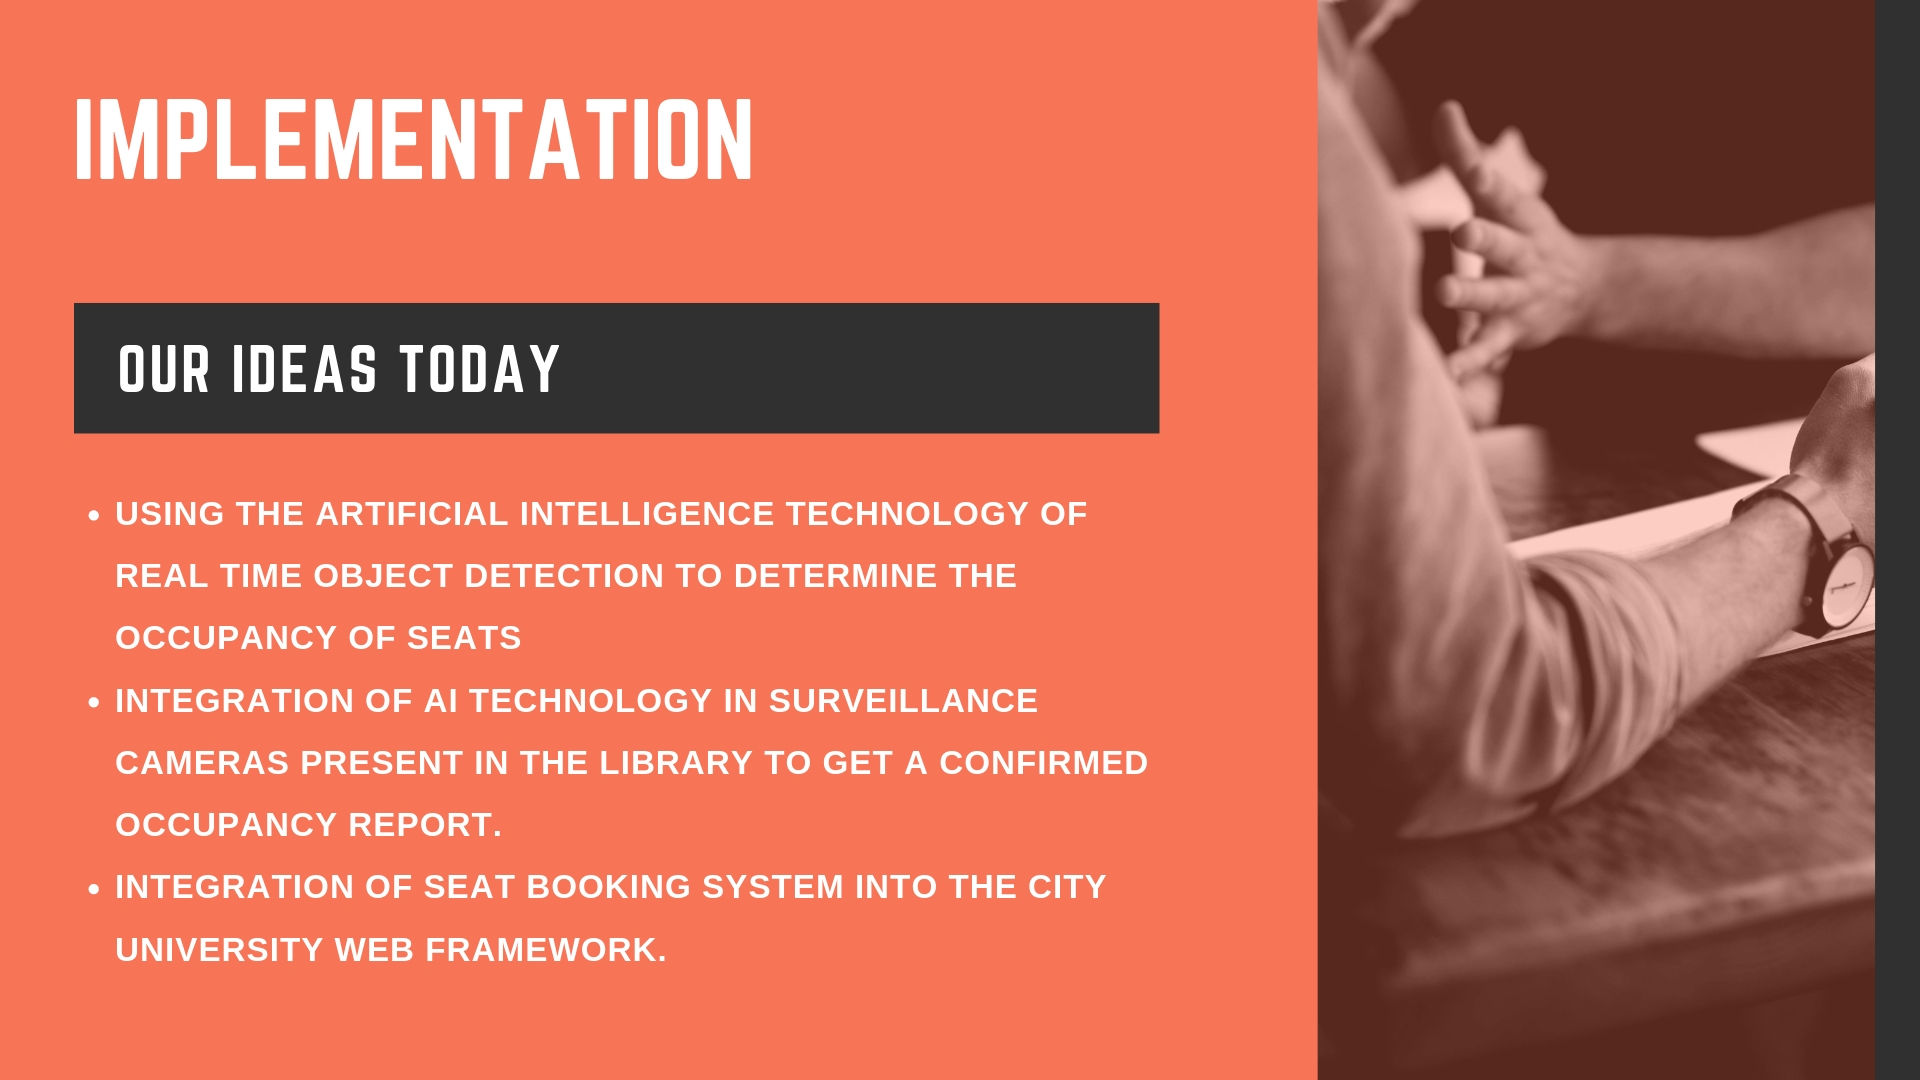 IMPLEMENTATION
OUR IDEAS TODAY
• USING THE ARTIFICIAL INTELLIGENCE TECHNOLOGY OF
REAL TIME OBJECT DETECTION TO DETERMINE THE
OCCUPANCY OF SEATS
• INTEGRATION OF AI TECHNOLOGY IN SURVEILLANCE
CAMERAS PRESENT IN THE LIBRARY TO GET A CONFIRMED
OCCUPANCY REPORT.
• INTEGRATION OF SEAT BOOKING SYSTEM INTO THE CITY
UNIVERSITY WEB FRAMEWORK.